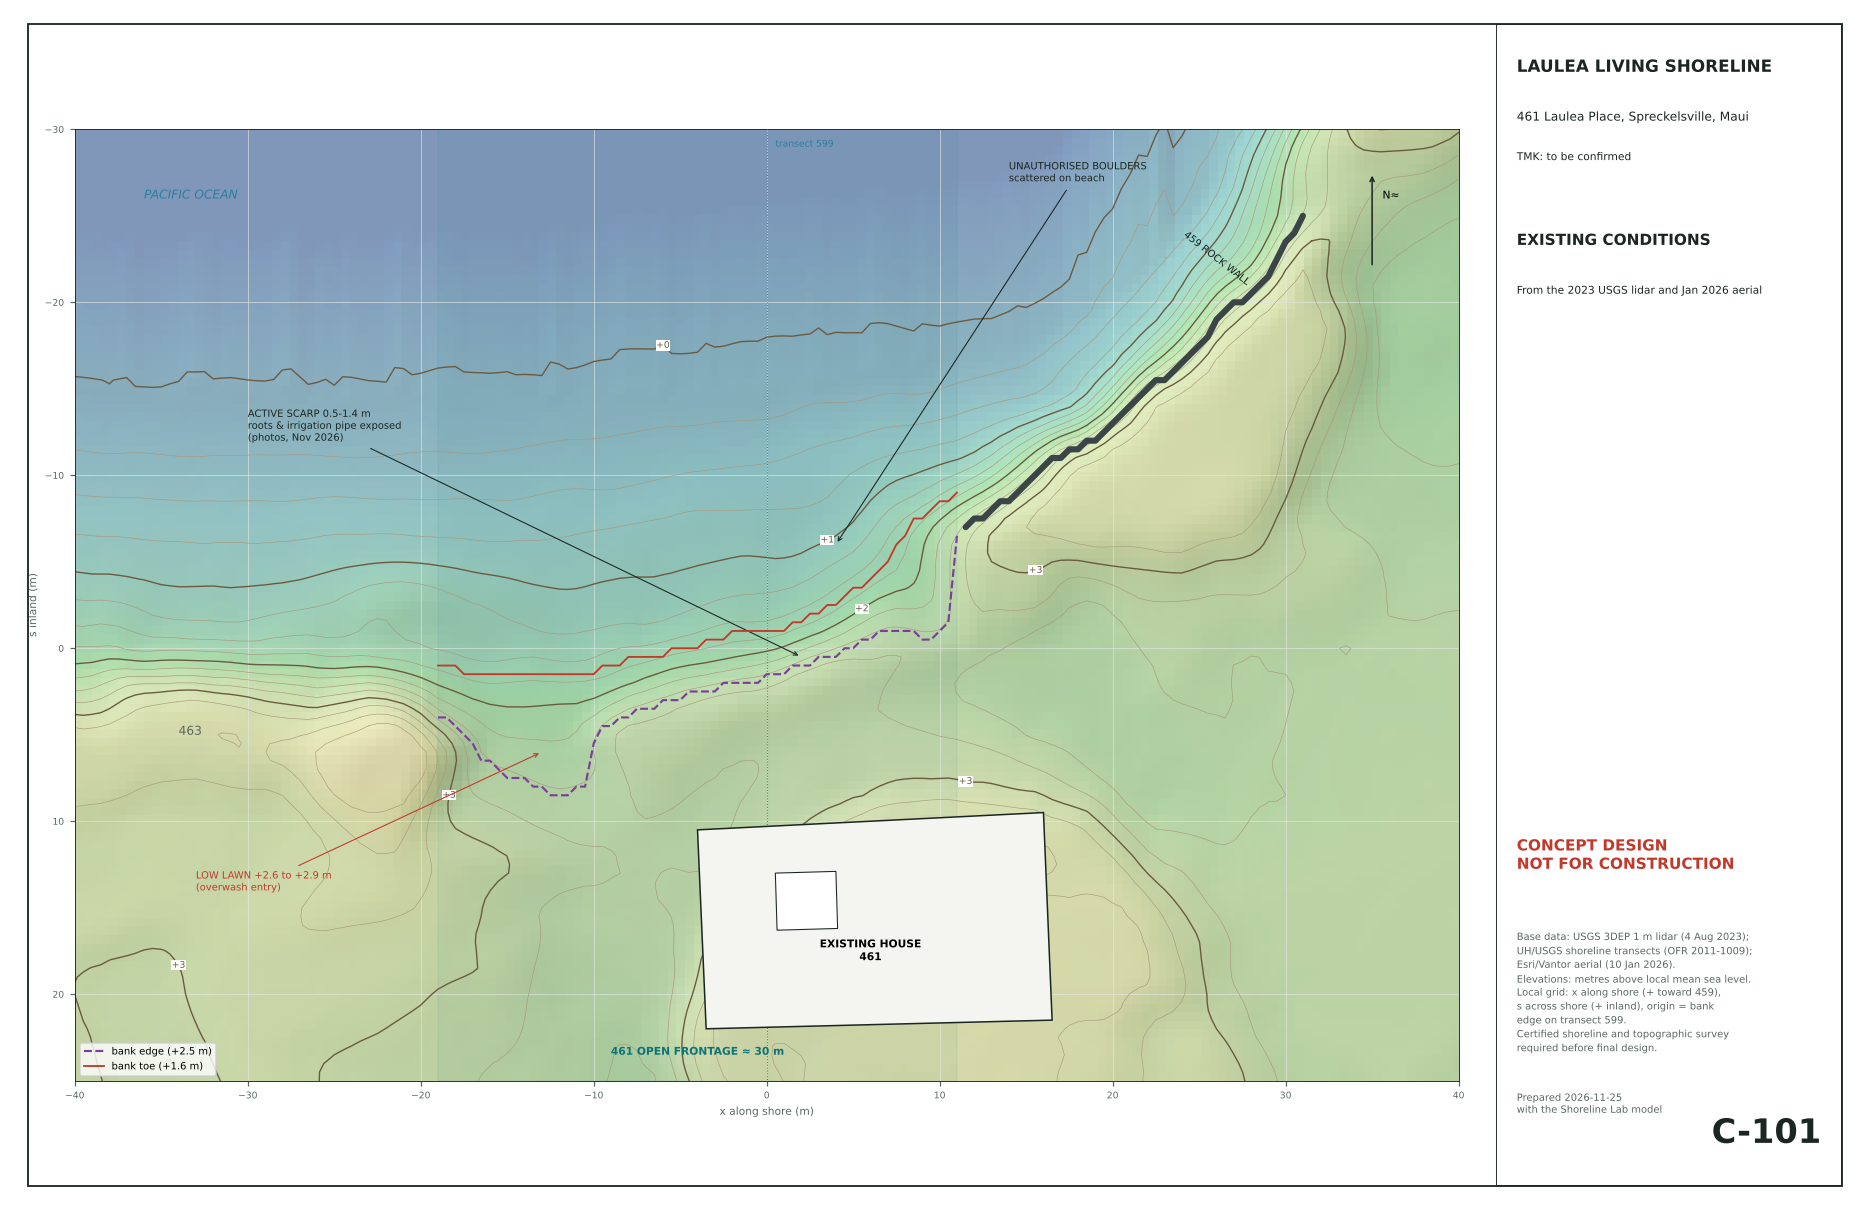 LAULEA LIVING SHORELINE
461 Laulea Place, Spreckelsville, Maui
TMK: to be confirmed
EXISTING CONDITIONS
From the 2023 USGS lidar and Jan 2026 aerial
CONCEPT DESIGN
NOT FOR CONSTRUCTION
Base data: USGS 3DEP 1 m lidar (4 Aug 2023);
UH/USGS shoreline transects (OFR 2011-1009);
Esri/Vantor aerial (10 Jan 2026).
Elevations: metres above local mean sea level.
Local grid: x along shore (+ toward 459),
s across shore (+ inland), origin = bank
edge on transect 599.
Certified shoreline and topographic survey
required before final design.
Prepared 2026-11-25
with the Shoreline Lab model
C-101
transect 599
PACIFIC OCEAN
UNAUTHORISED BOULDERS
scattered on beach
N≈
459 ROCK WALL
+0
ACTIVE SCARP 0.5-1.4 m
roots & irrigation pipe exposed
(photos, Nov 2026)
+1
+3
+2
463
+3
+3
LOW LAWN +2.6 to +2.9 m
(overwash entry)
EXISTING HOUSE
461
+3
461 OPEN FRONTAGE ≈ 30 m
bank edge (+2.5 m)
bank toe (+1.6 m)
−30
−20
−10
0
10
20
s inland (m)
−40
−30
−20
−10
0
10
20
30
40
x along shore (m)